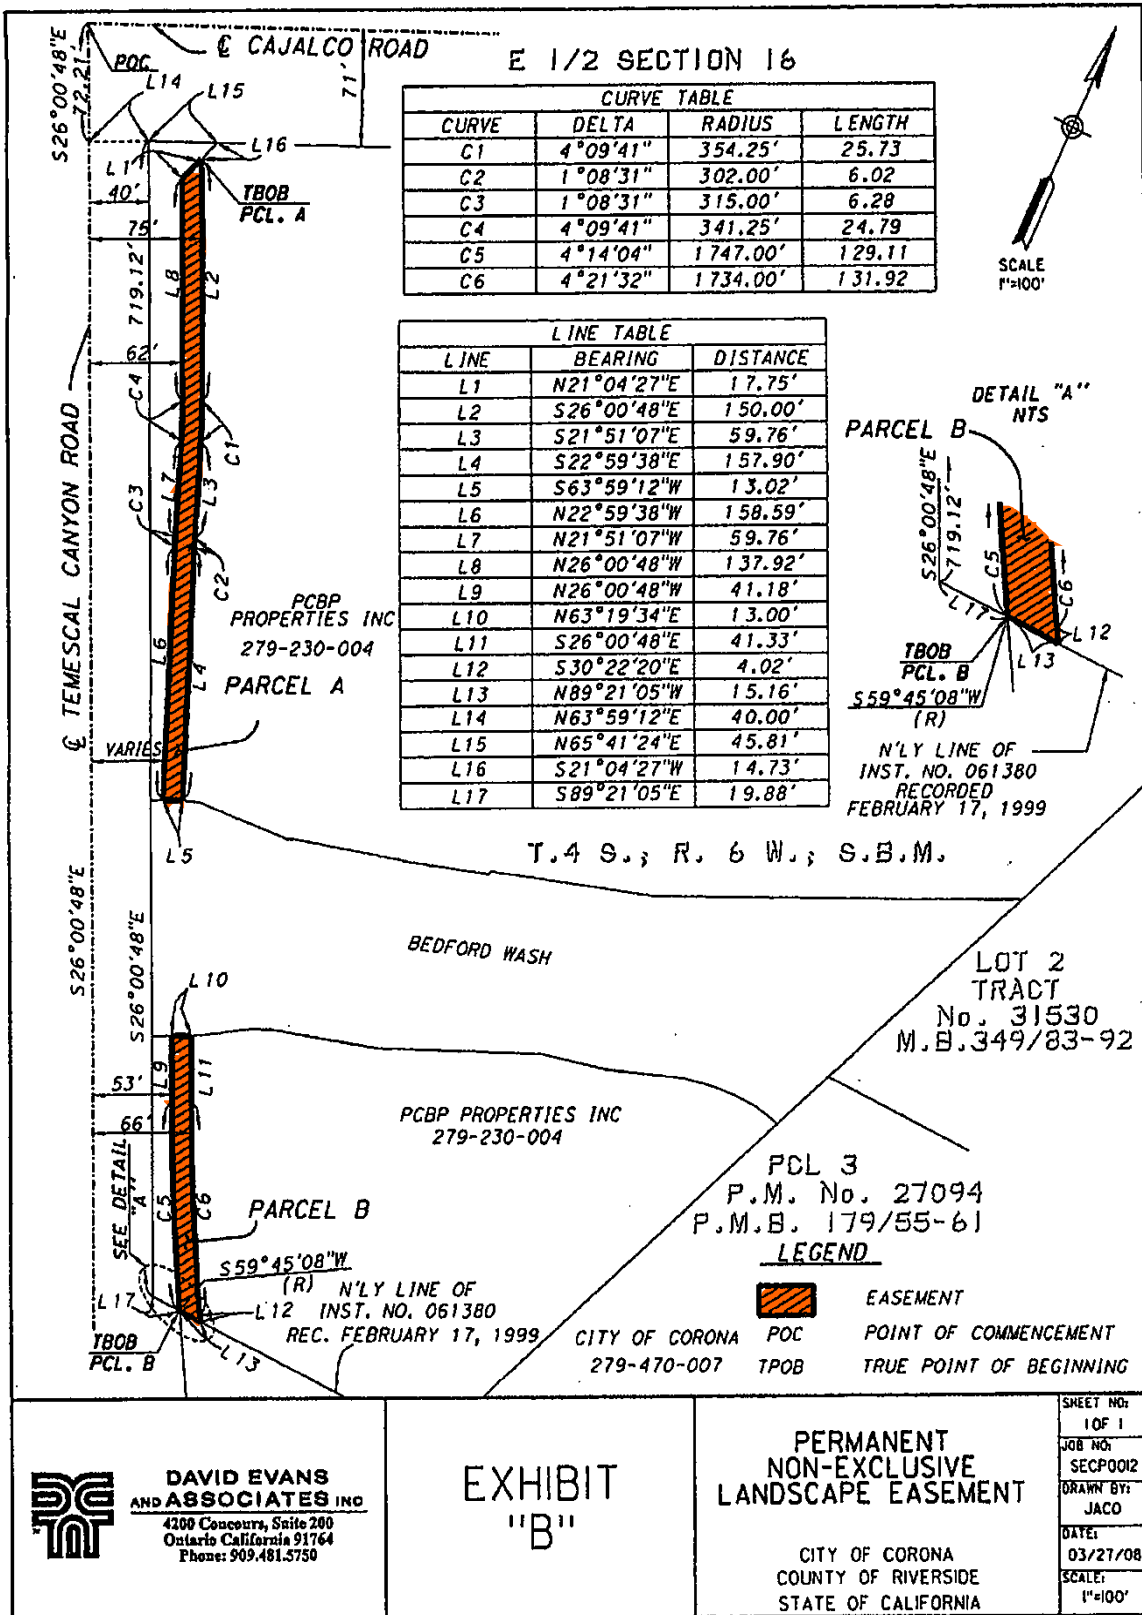 ℄ CAJALCO ROAD
S26°00'48"E
72.21'
POC
71'
L14
L15
L16
L1
40'
TBOB
PCL. A
75'
719.12'
L8
L2
62'
C4
C1
℄ TEMESCAL CANYON ROAD
L7
L3
C3
C2
PCBP
PROPERTIES INC
279-230-004
L6
L4
PARCEL A
VARIES
L5
E 1/2 SECTION 16
CURVE TABLE
CURVE DELTA RADIUS LENGTH
C1 4°09'41" 354.25' 25.73
C2 1°08'31" 302.00' 6.02
C3 1°08'31" 315.00' 6.28
C4 4°09'41" 341.25' 24.79
C5 4°14'04" 1747.00' 129.11
C6 4°21'32" 1734.00' 131.92
SCALE
1"=100'
LINE TABLE
LINE BEARING DISTANCE
L1 N21°04'27"E 17.75'
L2 S26°00'48"E 150.00'
L3 S21°51'07"E 59.76'
L4 S22°59'38"E 157.90'
L5 S63°59'12"W 13.02'
L6 N22°59'38"W 158.59'
L7 N21°51'07"W 59.76'
L8 N26°00'48"W 137.92'
L9 N26°00'48"W 41.18'
L10 N63°19'34"E 13.00'
L11 S26°00'48"E 41.33'
L12 S30°22'20"E 4.02'
L13 N89°21'05"W 15.16'
L14 N63°59'12"E 40.00'
L15 N65°41'24"E 45.81'
L16 S21°04'27"W 14.73'
L17 S89°21'05"E 19.88'
DETAIL "A"
NTS
PARCEL B
S26°00'48"E
719.12'
C5
C6
L17
L12
L13
TBOB
PCL. B
S59°45'08"W
(R)
N'LY LINE OF
INST. NO. 061380
RECORDED
FEBRUARY 17, 1999
T.4 S.; R. 6 W.; S.B.M.
BEDFORD WASH
S26°00'48"E
S26°00'48"E
L10
LOT 2
TRACT
No. 31530
M.B.349/83-92
L9
L11
53'
66'
PCBP PROPERTIES INC
279-230-004
SEE DETAIL
"A"
C5
C6
PARCEL B
S59°45'08"W
(R)
N'LY LINE OF
INST. NO. 061380
REC. FEBRUARY 17, 1999
L17
L12
L13
TBOB
PCL. B
PCL 3
P.M. No. 27094
P.M.B. 179/55-61
LEGEND
EASEMENT
CITY OF CORONA
279-470-007
POC POINT OF COMMENCEMENT
TPOB TRUE POINT OF BEGINNING
DAVID EVANS
AND ASSOCIATES INC
4200 Concours, Suite 200
Ontario California 91764
Phone: 909.481.5750
EXHIBIT
"B"
PERMANENT
NON-EXCLUSIVE
LANDSCAPE EASEMENT
CITY OF CORONA
COUNTY OF RIVERSIDE
STATE OF CALIFORNIA
SHEET NO:
1 OF 1
JOB NO:
SECP0012
DRAWN BY:
JACO
DATE:
03/27/08
SCALE:
1"=100'